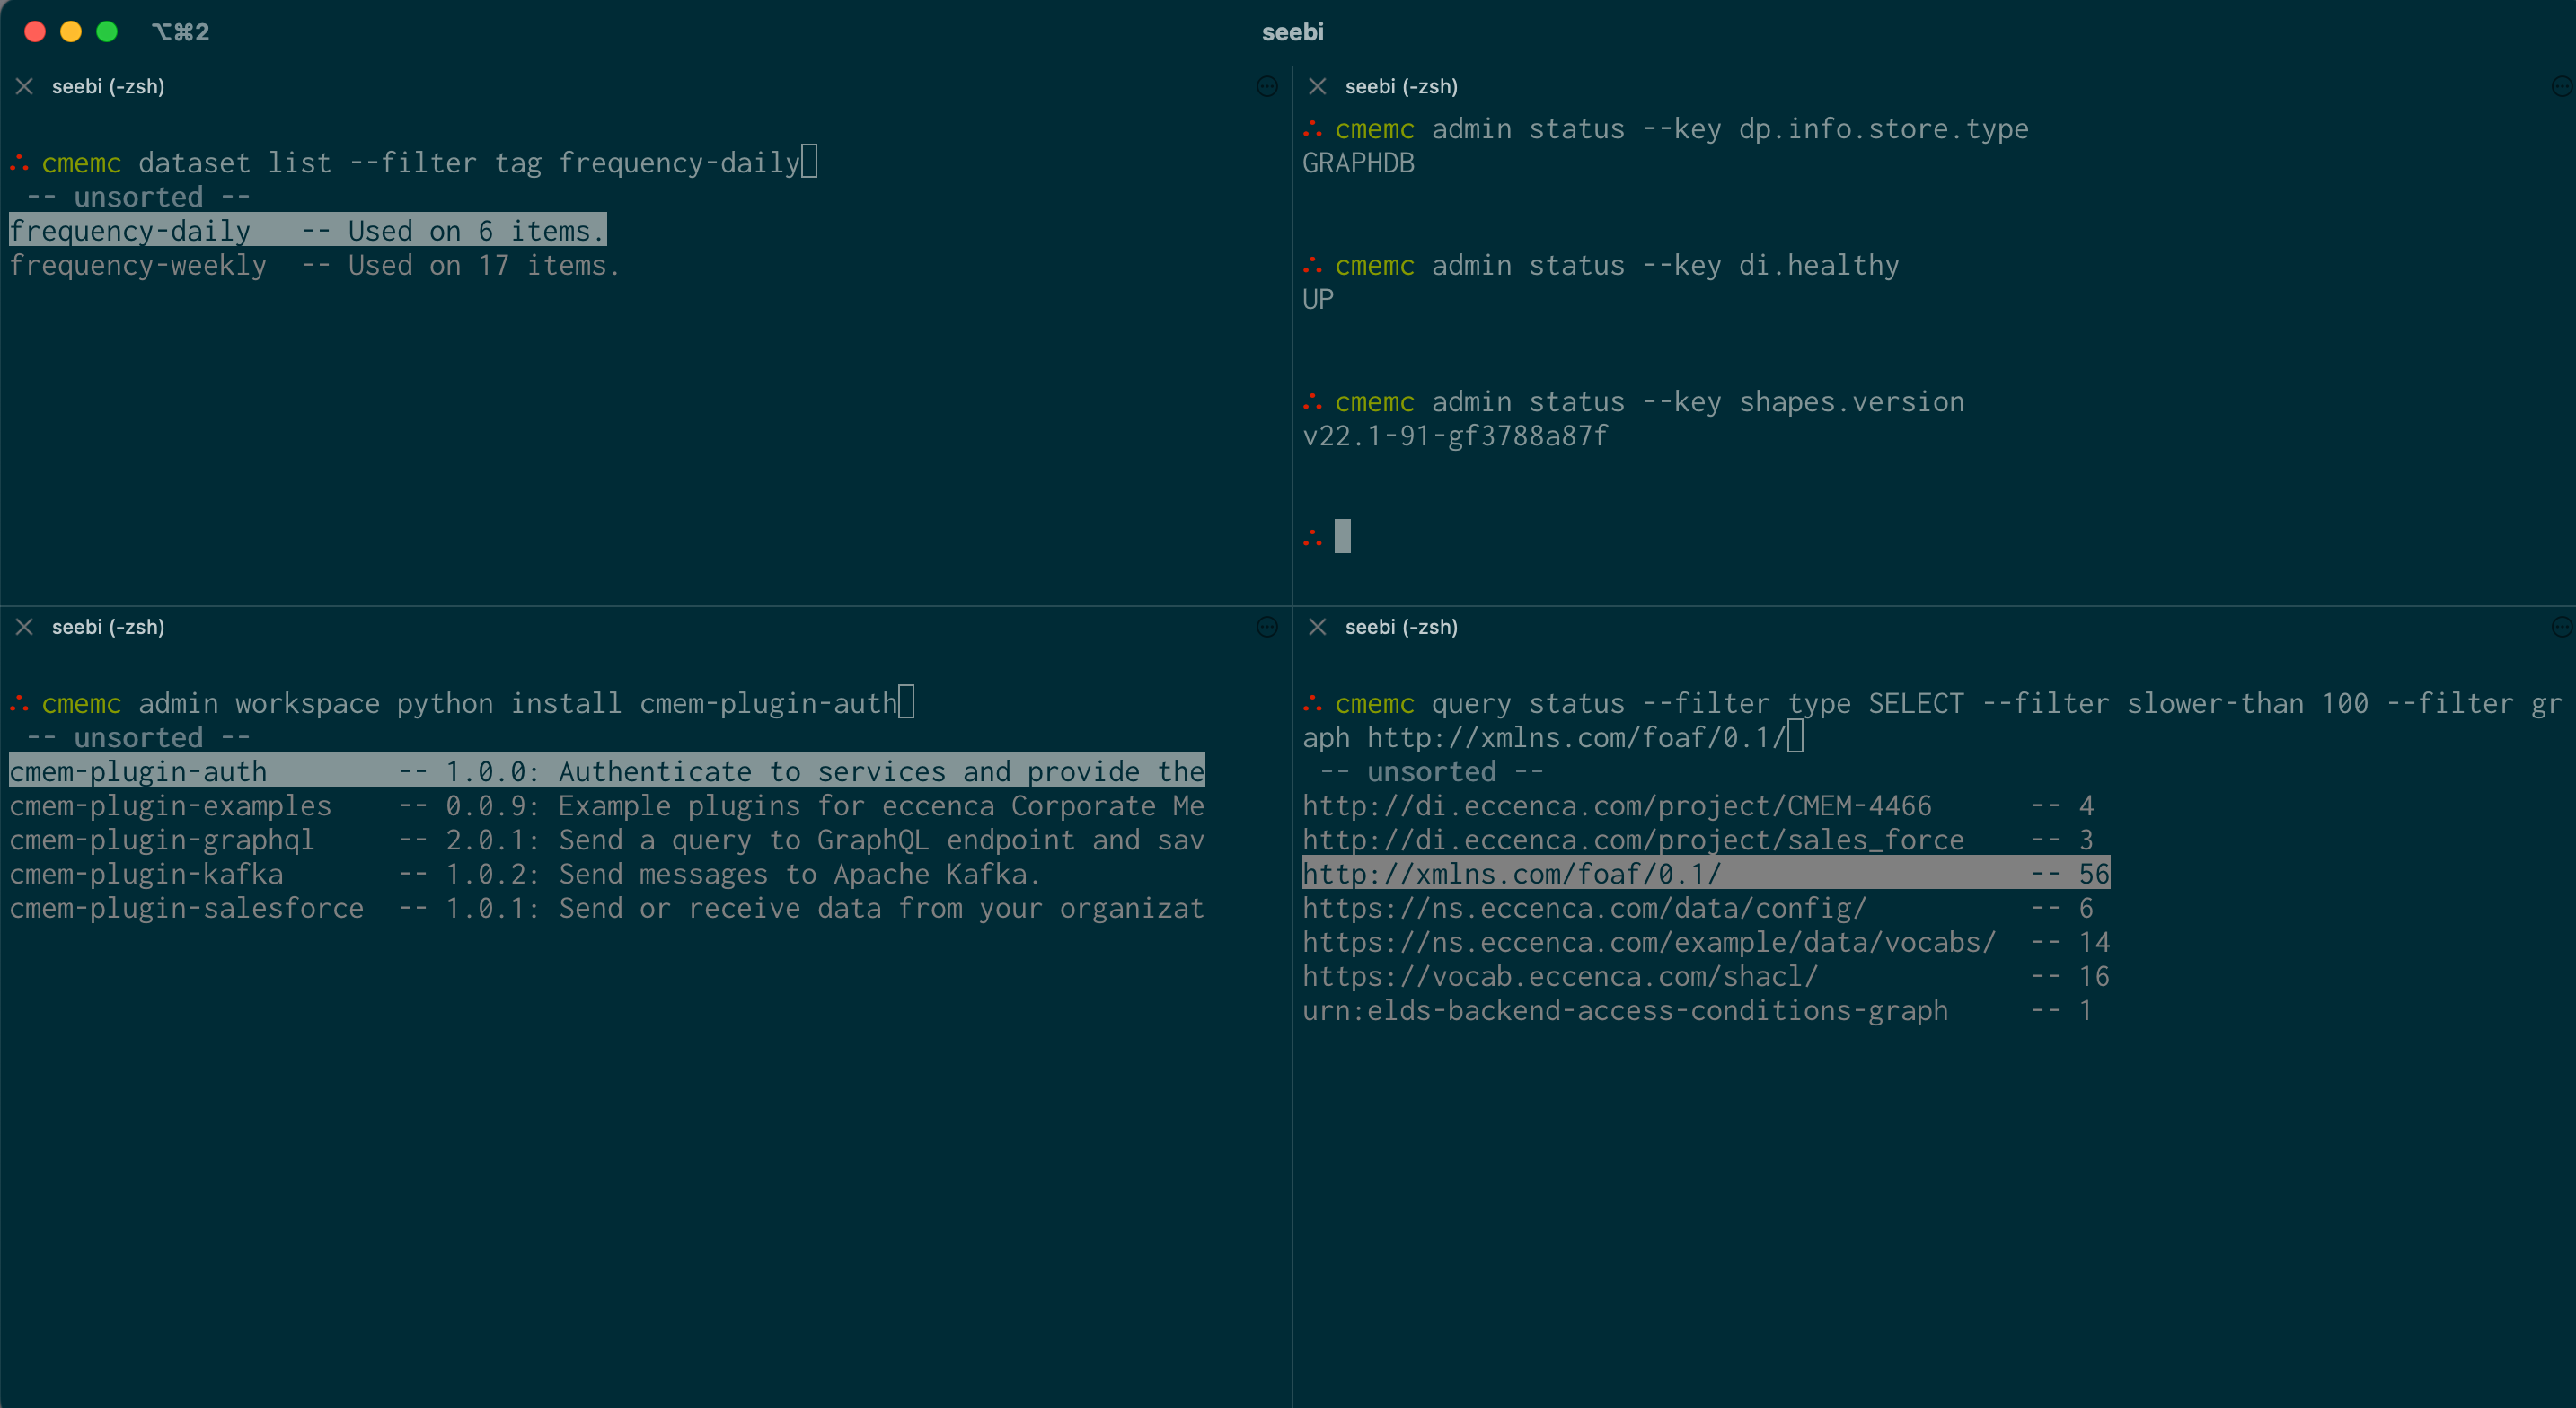 ⌥⌘2
seebi
seebi (-zsh)
∴ cmemc dataset list --filter tag frequency-daily
-- unsorted --
frequency-daily -- Used on 6 items.
frequency-weekly -- Used on 17 items.
seebi (-zsh)
∴ cmemc admin status --key dp.info.store.type
GRAPHDB
∴ cmemc admin status --key di.healthy
UP
∴ cmemc admin status --key shapes.version
v22.1-91-gf3788a87f
∴
seebi (-zsh)
∴ cmemc admin workspace python install cmem-plugin-auth
-- unsorted --
cmem-plugin-auth -- 1.0.0: Authenticate to services and provide the
cmem-plugin-examples -- 0.0.9: Example plugins for eccenca Corporate Me
cmem-plugin-graphql -- 2.0.1: Send a query to GraphQL endpoint and sav
cmem-plugin-kafka -- 1.0.2: Send messages to Apache Kafka.
cmem-plugin-salesforce -- 1.0.1: Send or receive data from your organizat
seebi (-zsh)
∴ cmemc query status --filter type SELECT --filter slower-than 100 --filter gr
aph http://xmlns.com/foaf/0.1/
-- unsorted --
http://di.eccenca.com/project/CMEM-4466 -- 4
http://di.eccenca.com/project/sales_force -- 3
http://xmlns.com/foaf/0.1/ -- 56
https://ns.eccenca.com/data/config/ -- 6
https://ns.eccenca.com/example/data/vocabs/ -- 14
https://vocab.eccenca.com/shacl/ -- 16
urn:elds-backend-access-conditions-graph -- 1